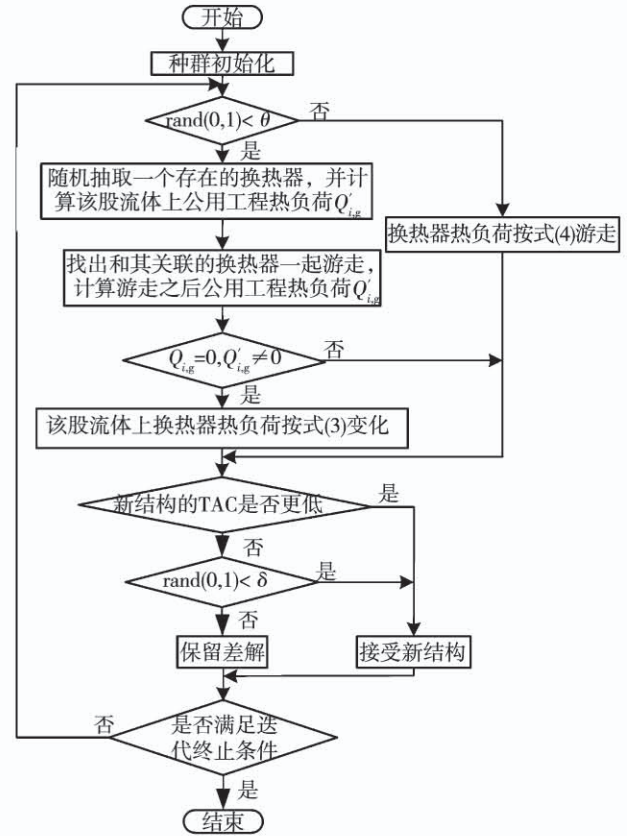 开始
种群初始化
rand(0,1)< θ
否
是
随机抽取一个存在的换热器，并计
算该股流体上公用工程热负荷Q′i,g
换热器热负荷按式(4)游走
找出和其关联的换热器一起游走，
计算游走之后公用工程热负荷Q′i,g
Qi,g=0,Q′i,g≠0
否
是
该股流体上换热器热负荷按式(3)变化
新结构的TAC是否更低
是
否
rand(0,1)< δ
是
否
保留差解
接受新结构
否
是否满足迭
代终止条件
是
结束